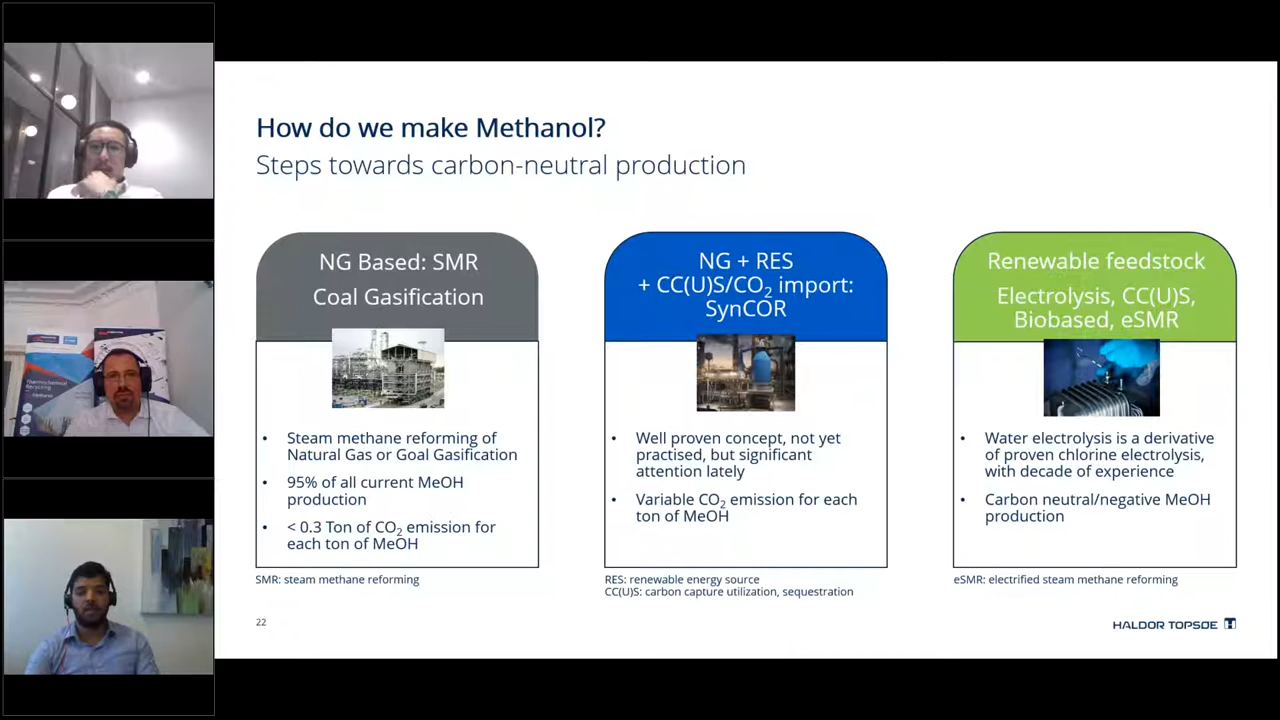 How do we make Methanol?
Steps towards carbon-neutral production
NG Based: SMR
Coal Gasification
• Steam methane reforming of
Natural Gas or Goal Gasification
• 95% of all current MeOH
production
• < 0.3 Ton of CO2 emission for
each ton of MeOH
SMR: steam methane reforming
NG + RES
+ CC(U)S/CO2 import:
SynCOR
• Well proven concept, not yet
practised, but significant
attention lately
• Variable CO2 emission for each
ton of MeOH
RES: renewable energy source
CC(U)S: carbon capture utilization, sequestration
Renewable feedstock
Electrolysis, CC(U)S,
Biobased, eSMR
• Water electrolysis is a derivative
of proven chlorine electrolysis,
with decade of experience
• Carbon neutral/negative MeOH
production
eSMR: electrified steam methane reforming
22
HALDOR TOPSØE